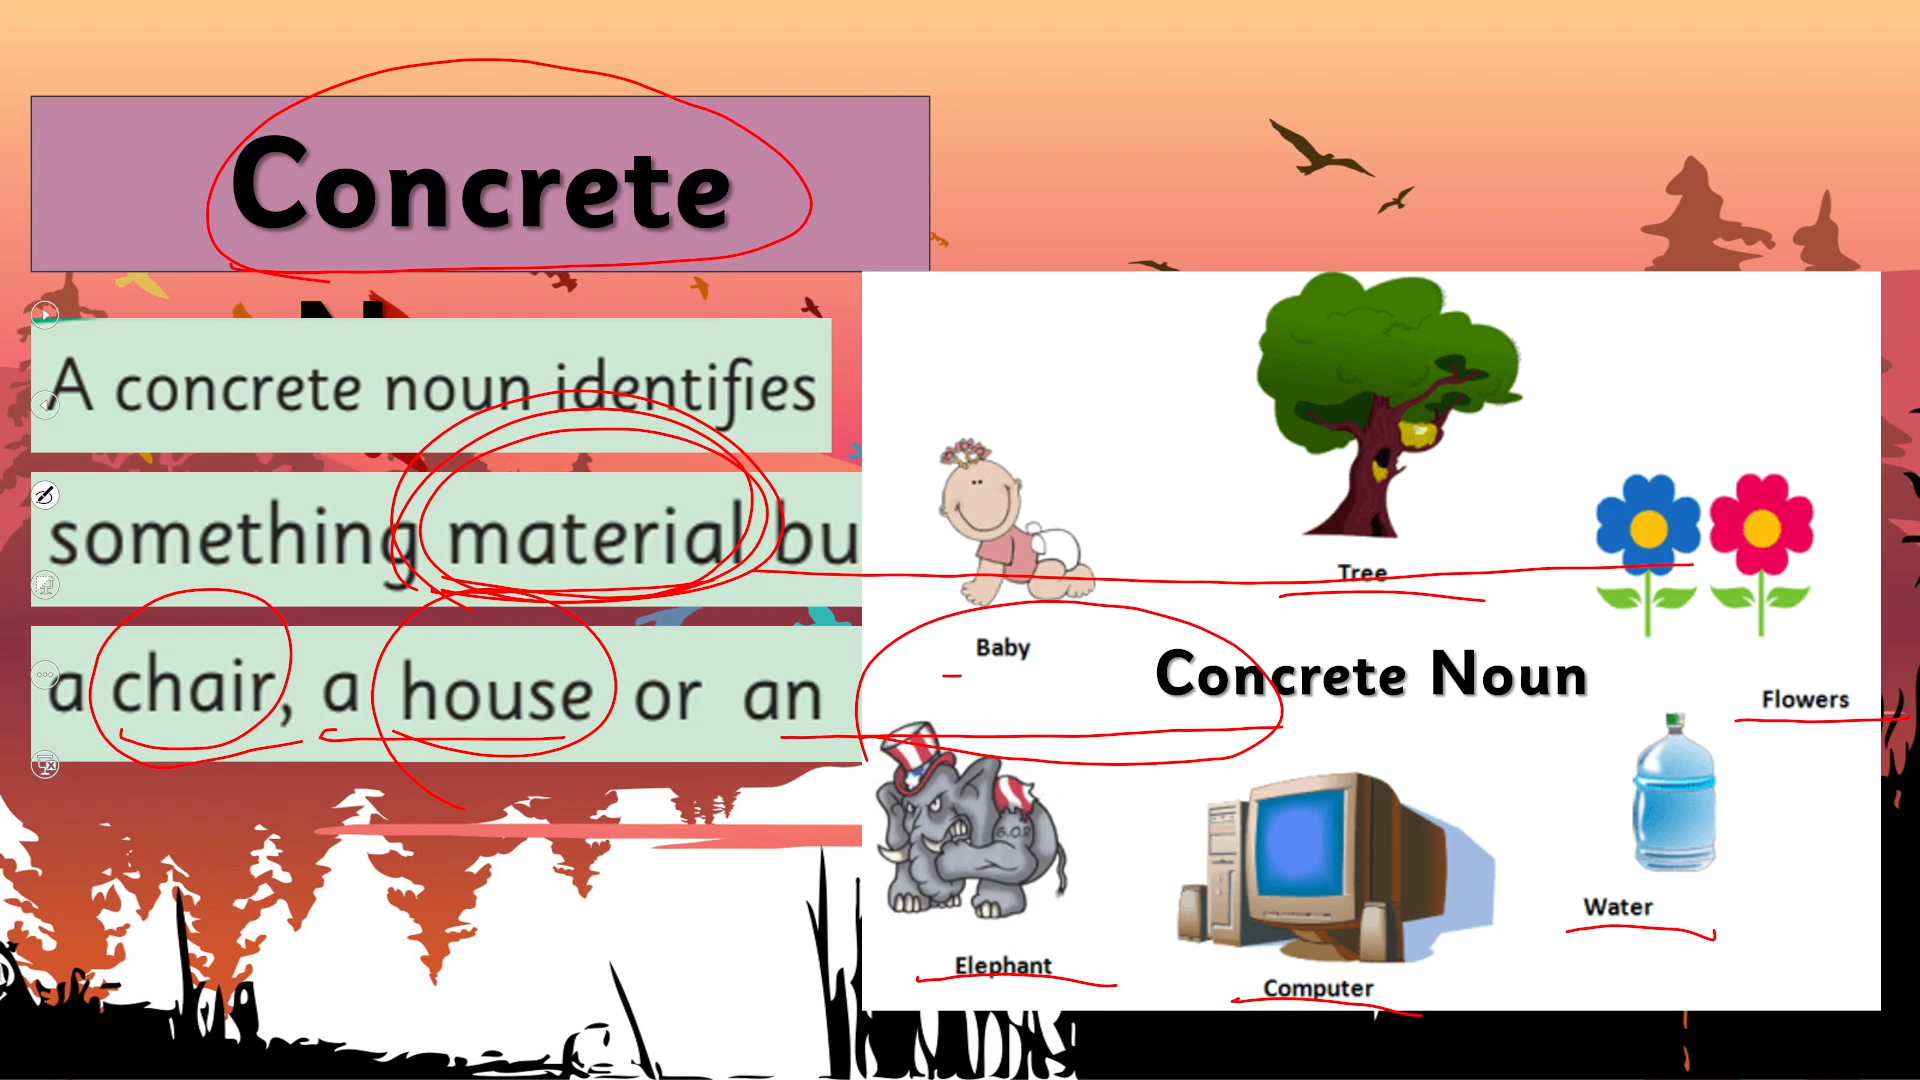 Concrete
A concrete noun identifies
something material bu
a chair, a house or an
Tree
Baby
Concrete Noun
Flowers
G.O.P
Water
Elephant
Computer